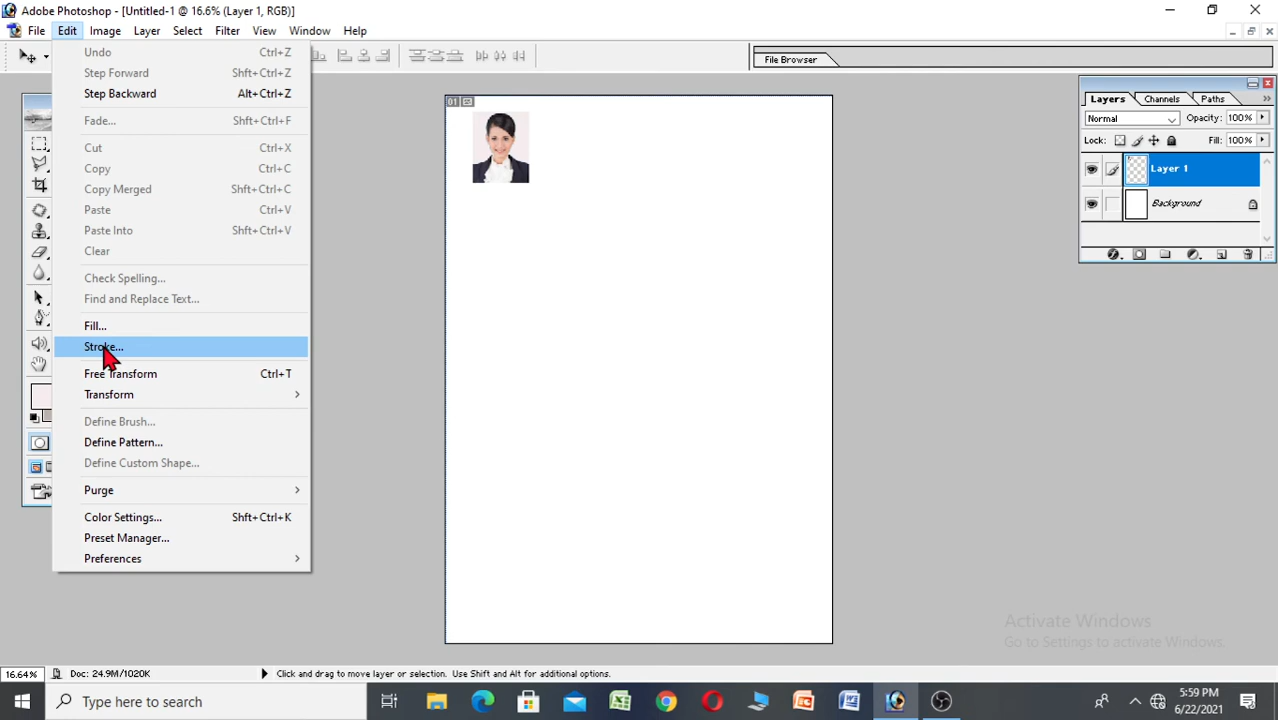 Adobe Photoshop - [Untitled-1 @ 16.6% (Layer 1, RGB)]
File Edit Image Layer Select Filter View Window Help
File Browser
Undo Ctrl+Z
Step Forward Shft+Ctrl+Z
Step Backward Alt+Ctrl+Z
Fade... Shft+Ctrl+F
Cut Ctrl+X
Copy Ctrl+C
Copy Merged Shft+Ctrl+C
Paste Ctrl+V
Paste Into Shft+Ctrl+V
Clear
Check Spelling...
Find and Replace Text...
Fill...
Stroke...
Free Transform Ctrl+T
Transform
Define Brush...
Define Pattern...
Define Custom Shape...
Purge
Color Settings... Shft+Ctrl+K
Preset Manager...
Preferences
01
Layers Channels Paths
Normal Opacity: 100%
Lock: Fill: 100%
Layer 1
Background
Activate Windows
Go to Settings to activate Windows.
16.64% Doc: 24.9M/1020K Click and drag to move layer or selection. Use Shift and Alt for additional options.
Type here to search
5:59 PM
6/22/2021